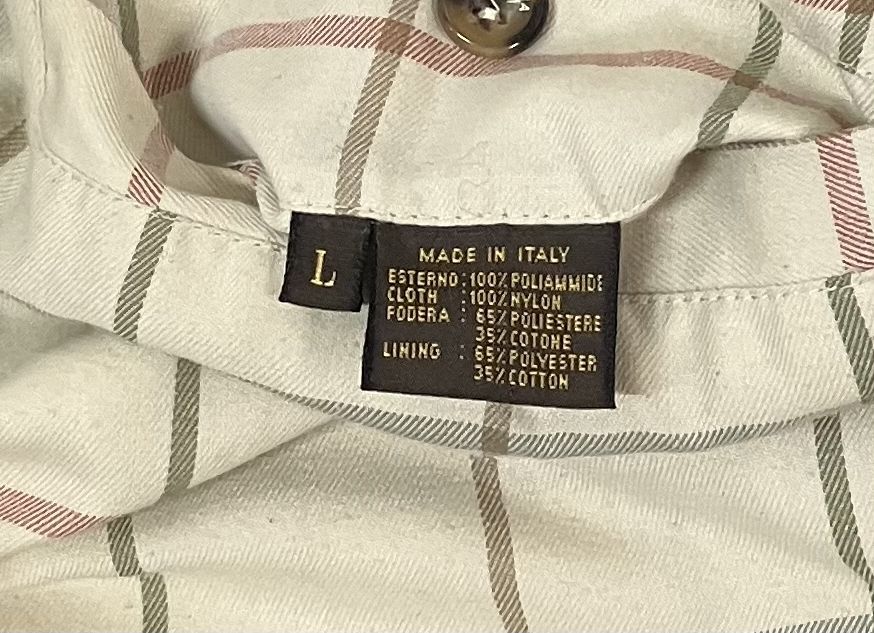 L
MADE IN ITALY
ESTERNO:100%POLIAMMIDE
CLOTH :100%NYLON
FODERA : 65%POLIESTERE
35%COTONE
LINING : 65%POLYESTER
35%COTTON